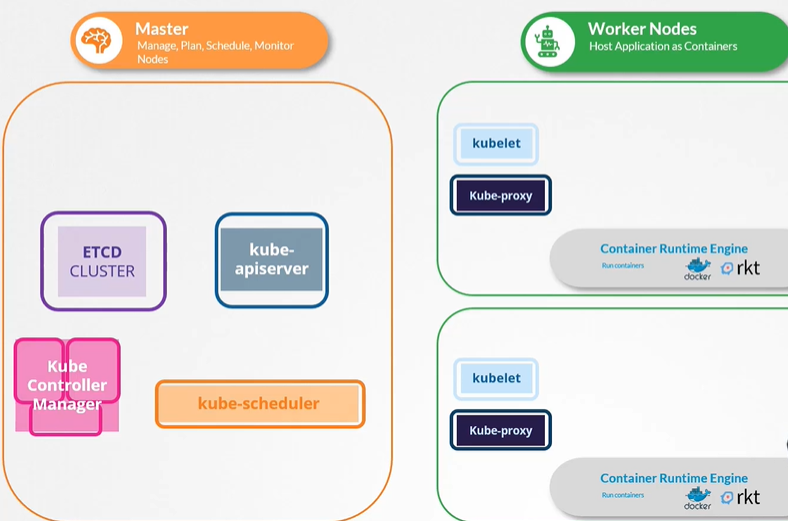 Master
Manage, Plan, Schedule, Monitor
Nodes
ETCD
CLUSTER
kube-
apiserver
Kube
Controller
Manager
kube-scheduler
Worker Nodes
Host Application as Containers
kubelet
Kube-proxy
Container Runtime Engine
Run containers
docker
rkt
kubelet
Kube-proxy
Container Runtime Engine
Run containers
docker
rkt